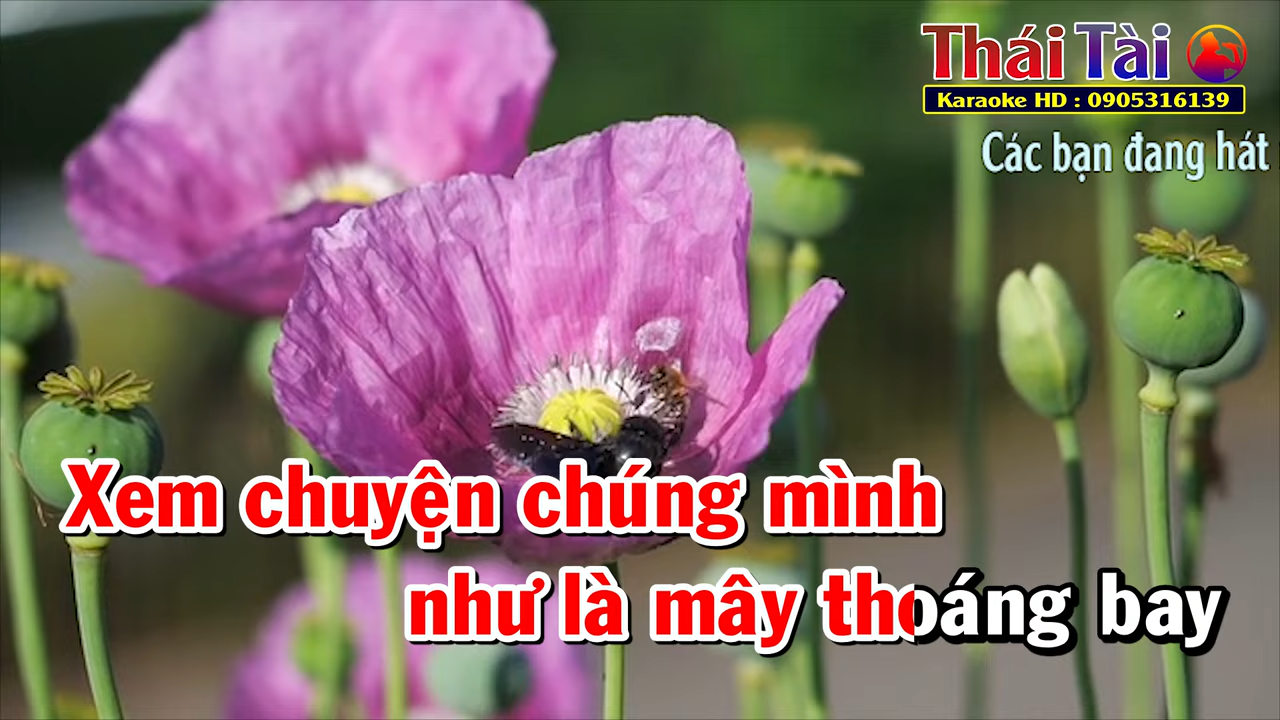 Thái Tài
Karaoke HD : 0905316139
Các bạn đang hát
Xem chuyện chúng mình
như là mây thoáng bay